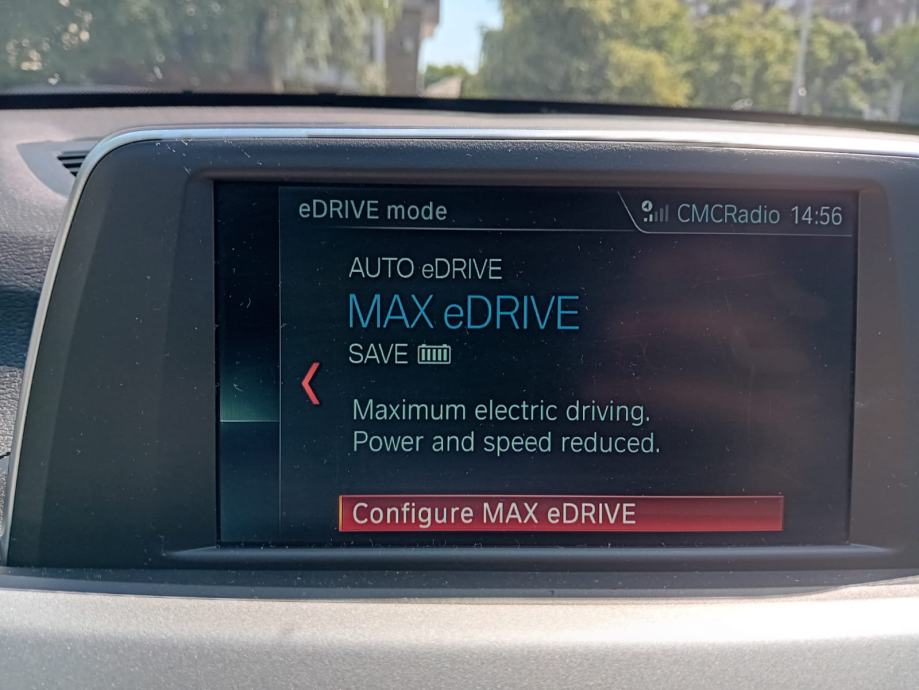 eDRIVE mode
CMCRadio 14:56
AUTO eDRIVE
MAX eDRIVE
SAVE
Maximum electric driving.
Power and speed reduced.
Configure MAX eDRIVE